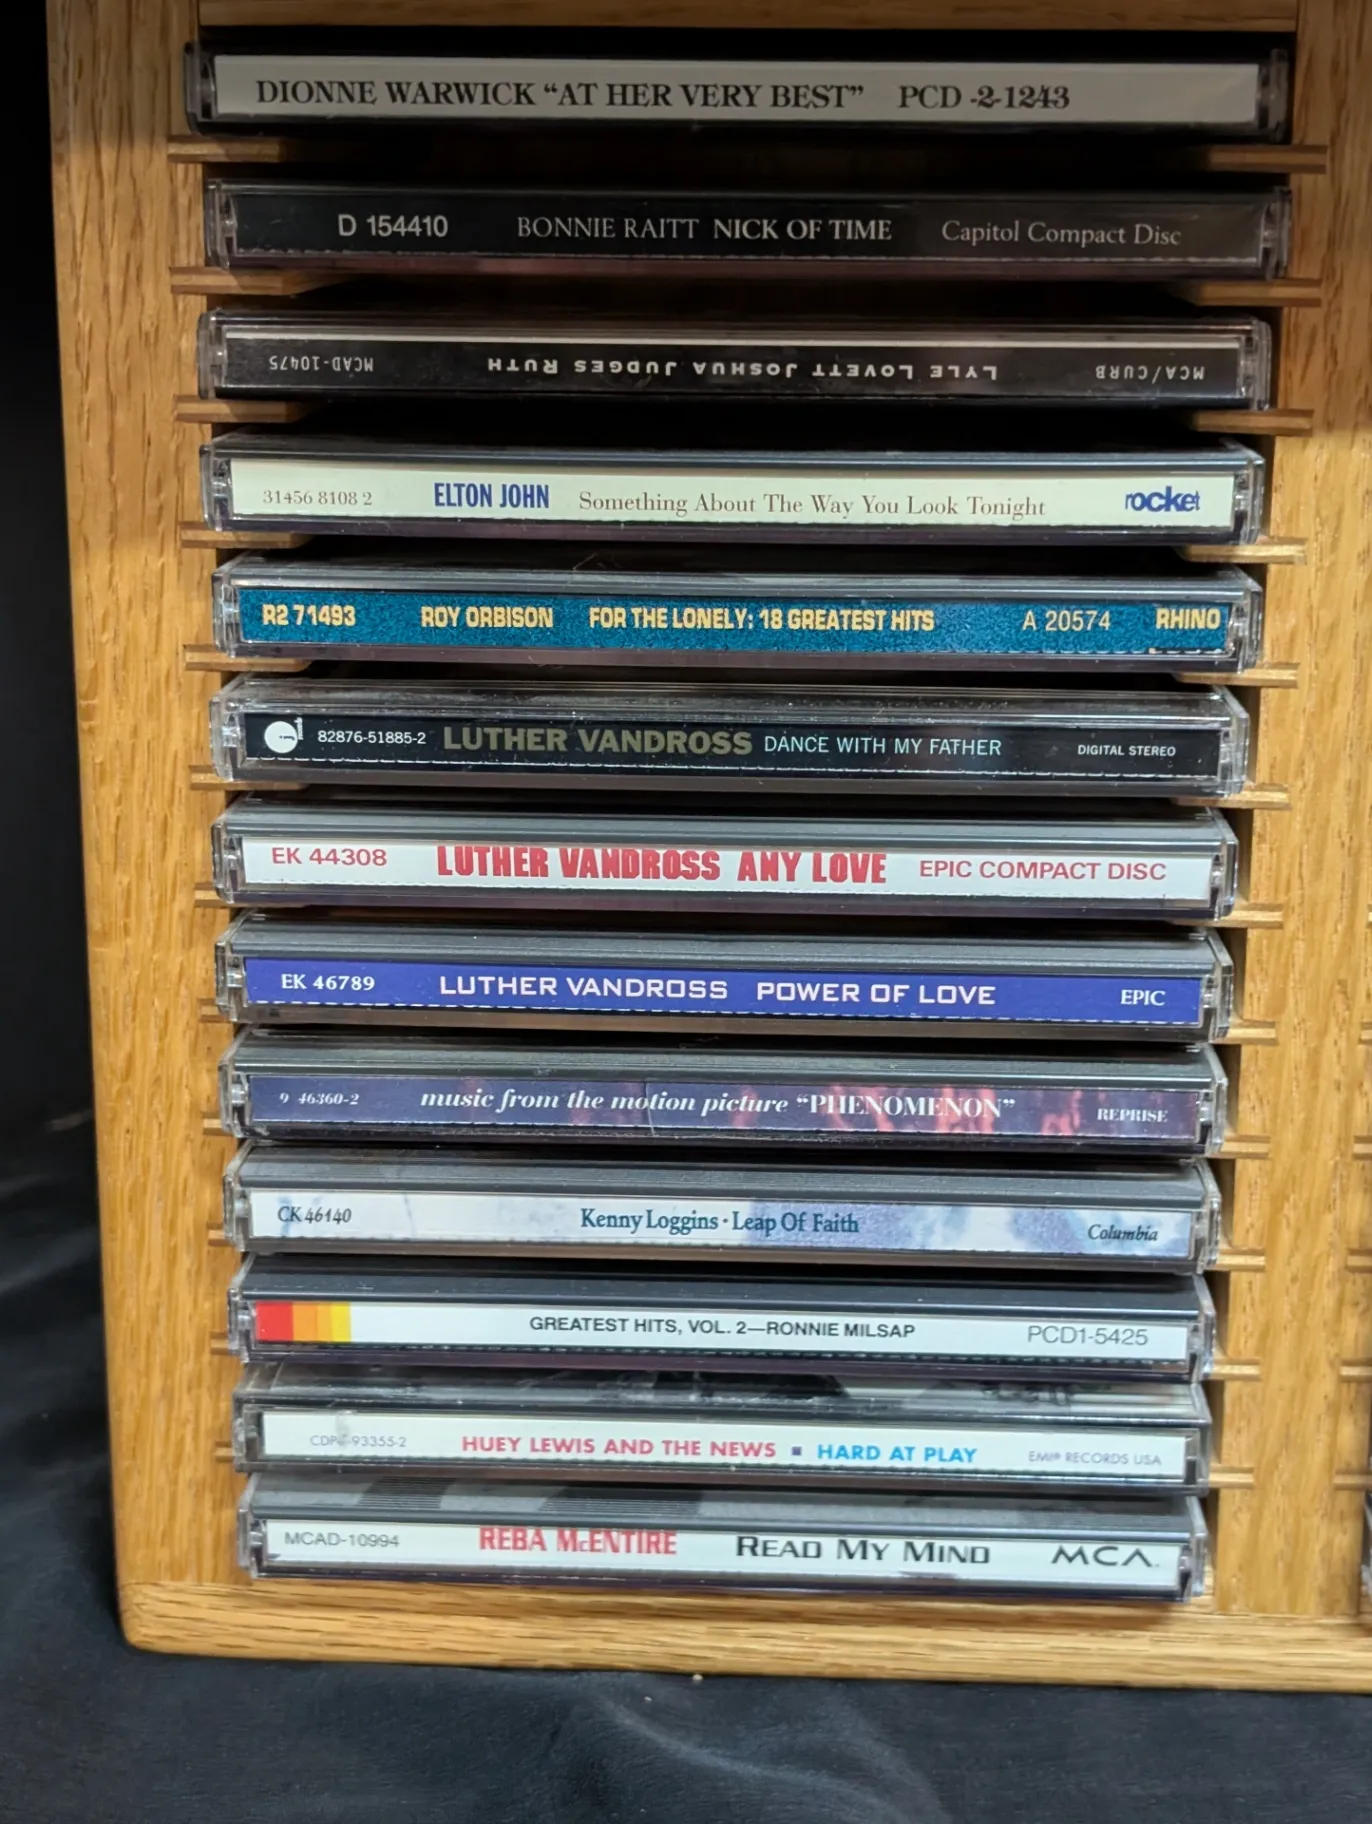 DIONNE WARWICK “AT HER VERY BEST” PCD -2-1243
D 154410 BONNIE RAITT NICK OF TIME Capitol Compact Disc
MCA/CURB LYLE LOVETT JOSHUA JUDGES RUTH MCAD-10475
31456 8108 2 ELTON JOHN Something About The Way You Look Tonight rocket
R2 71493 ROY ORBISON FOR THE LONELY: 18 GREATEST HITS A 20574 RHINO
j records 82876-51885-2 LUTHER VANDROSS DANCE WITH MY FATHER DIGITAL STEREO
EK 44308 LUTHER VANDROSS ANY LOVE EPIC COMPACT DISC
EK 46789 LUTHER VANDROSS POWER OF LOVE EPIC
9 46360-2 music from the motion picture “PHENOMENON” REPRISE
CK 46140 Kenny Loggins · Leap Of Faith Columbia
GREATEST HITS, VOL. 2—RONNIE MILSAP PCD1-5425
93355-2 HUEY LEWIS AND THE NEWS ▪ HARD AT PLAY EMI® RECORDS USA
MCAD-10994 REBA McENTIRE READ MY MIND MCA.